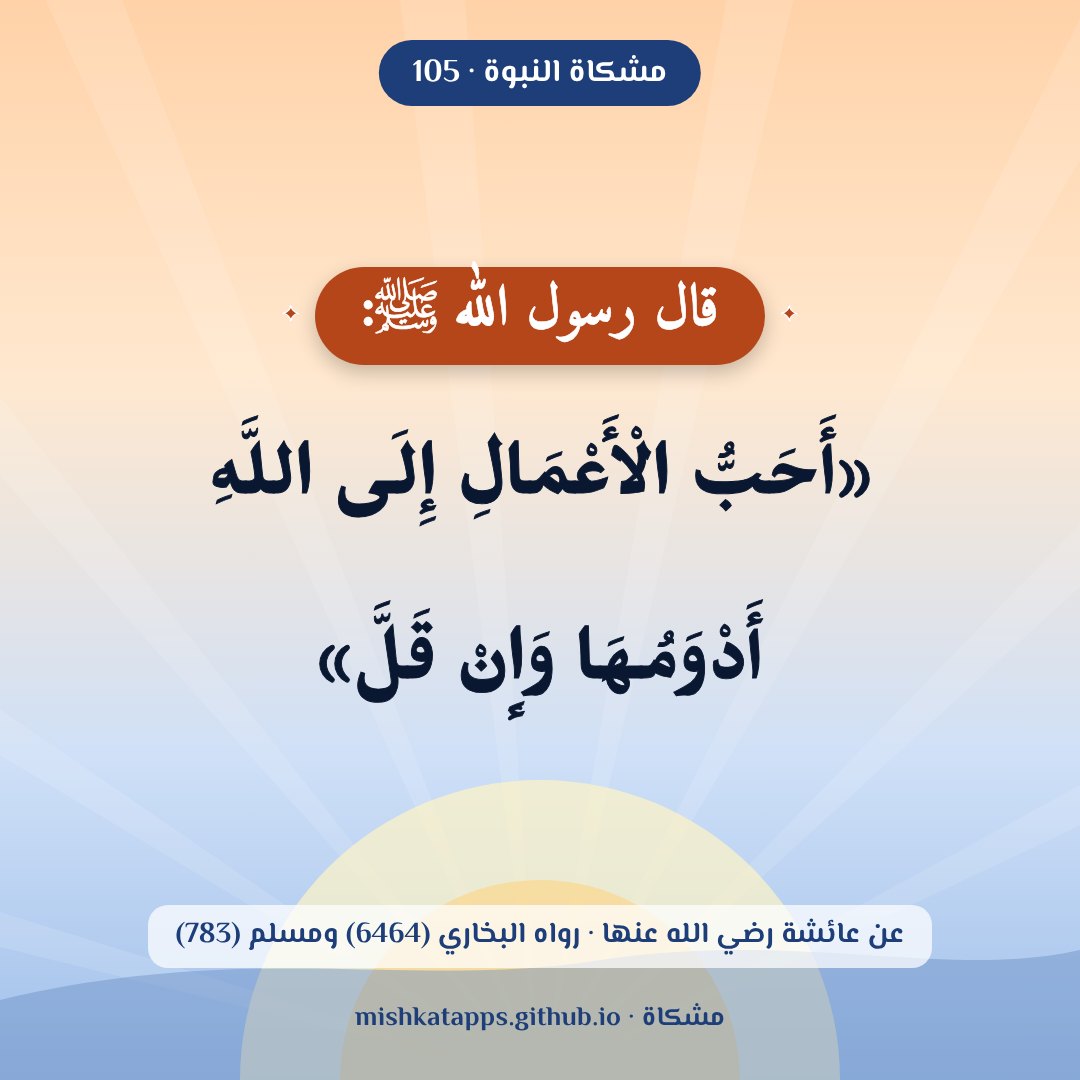 مشكاة النبوة · 105
قال رسول الله ﷺ:
«أَحَبُّ الْأَعْمَالِ إِلَى اللَّهِ
أَدْوَمُهَا وَإِنْ قَلَّ»
عن عائشة رضي الله عنها · رواه البخاري (6464) ومسلم (783)
مشكاة · mishkatapps.github.io